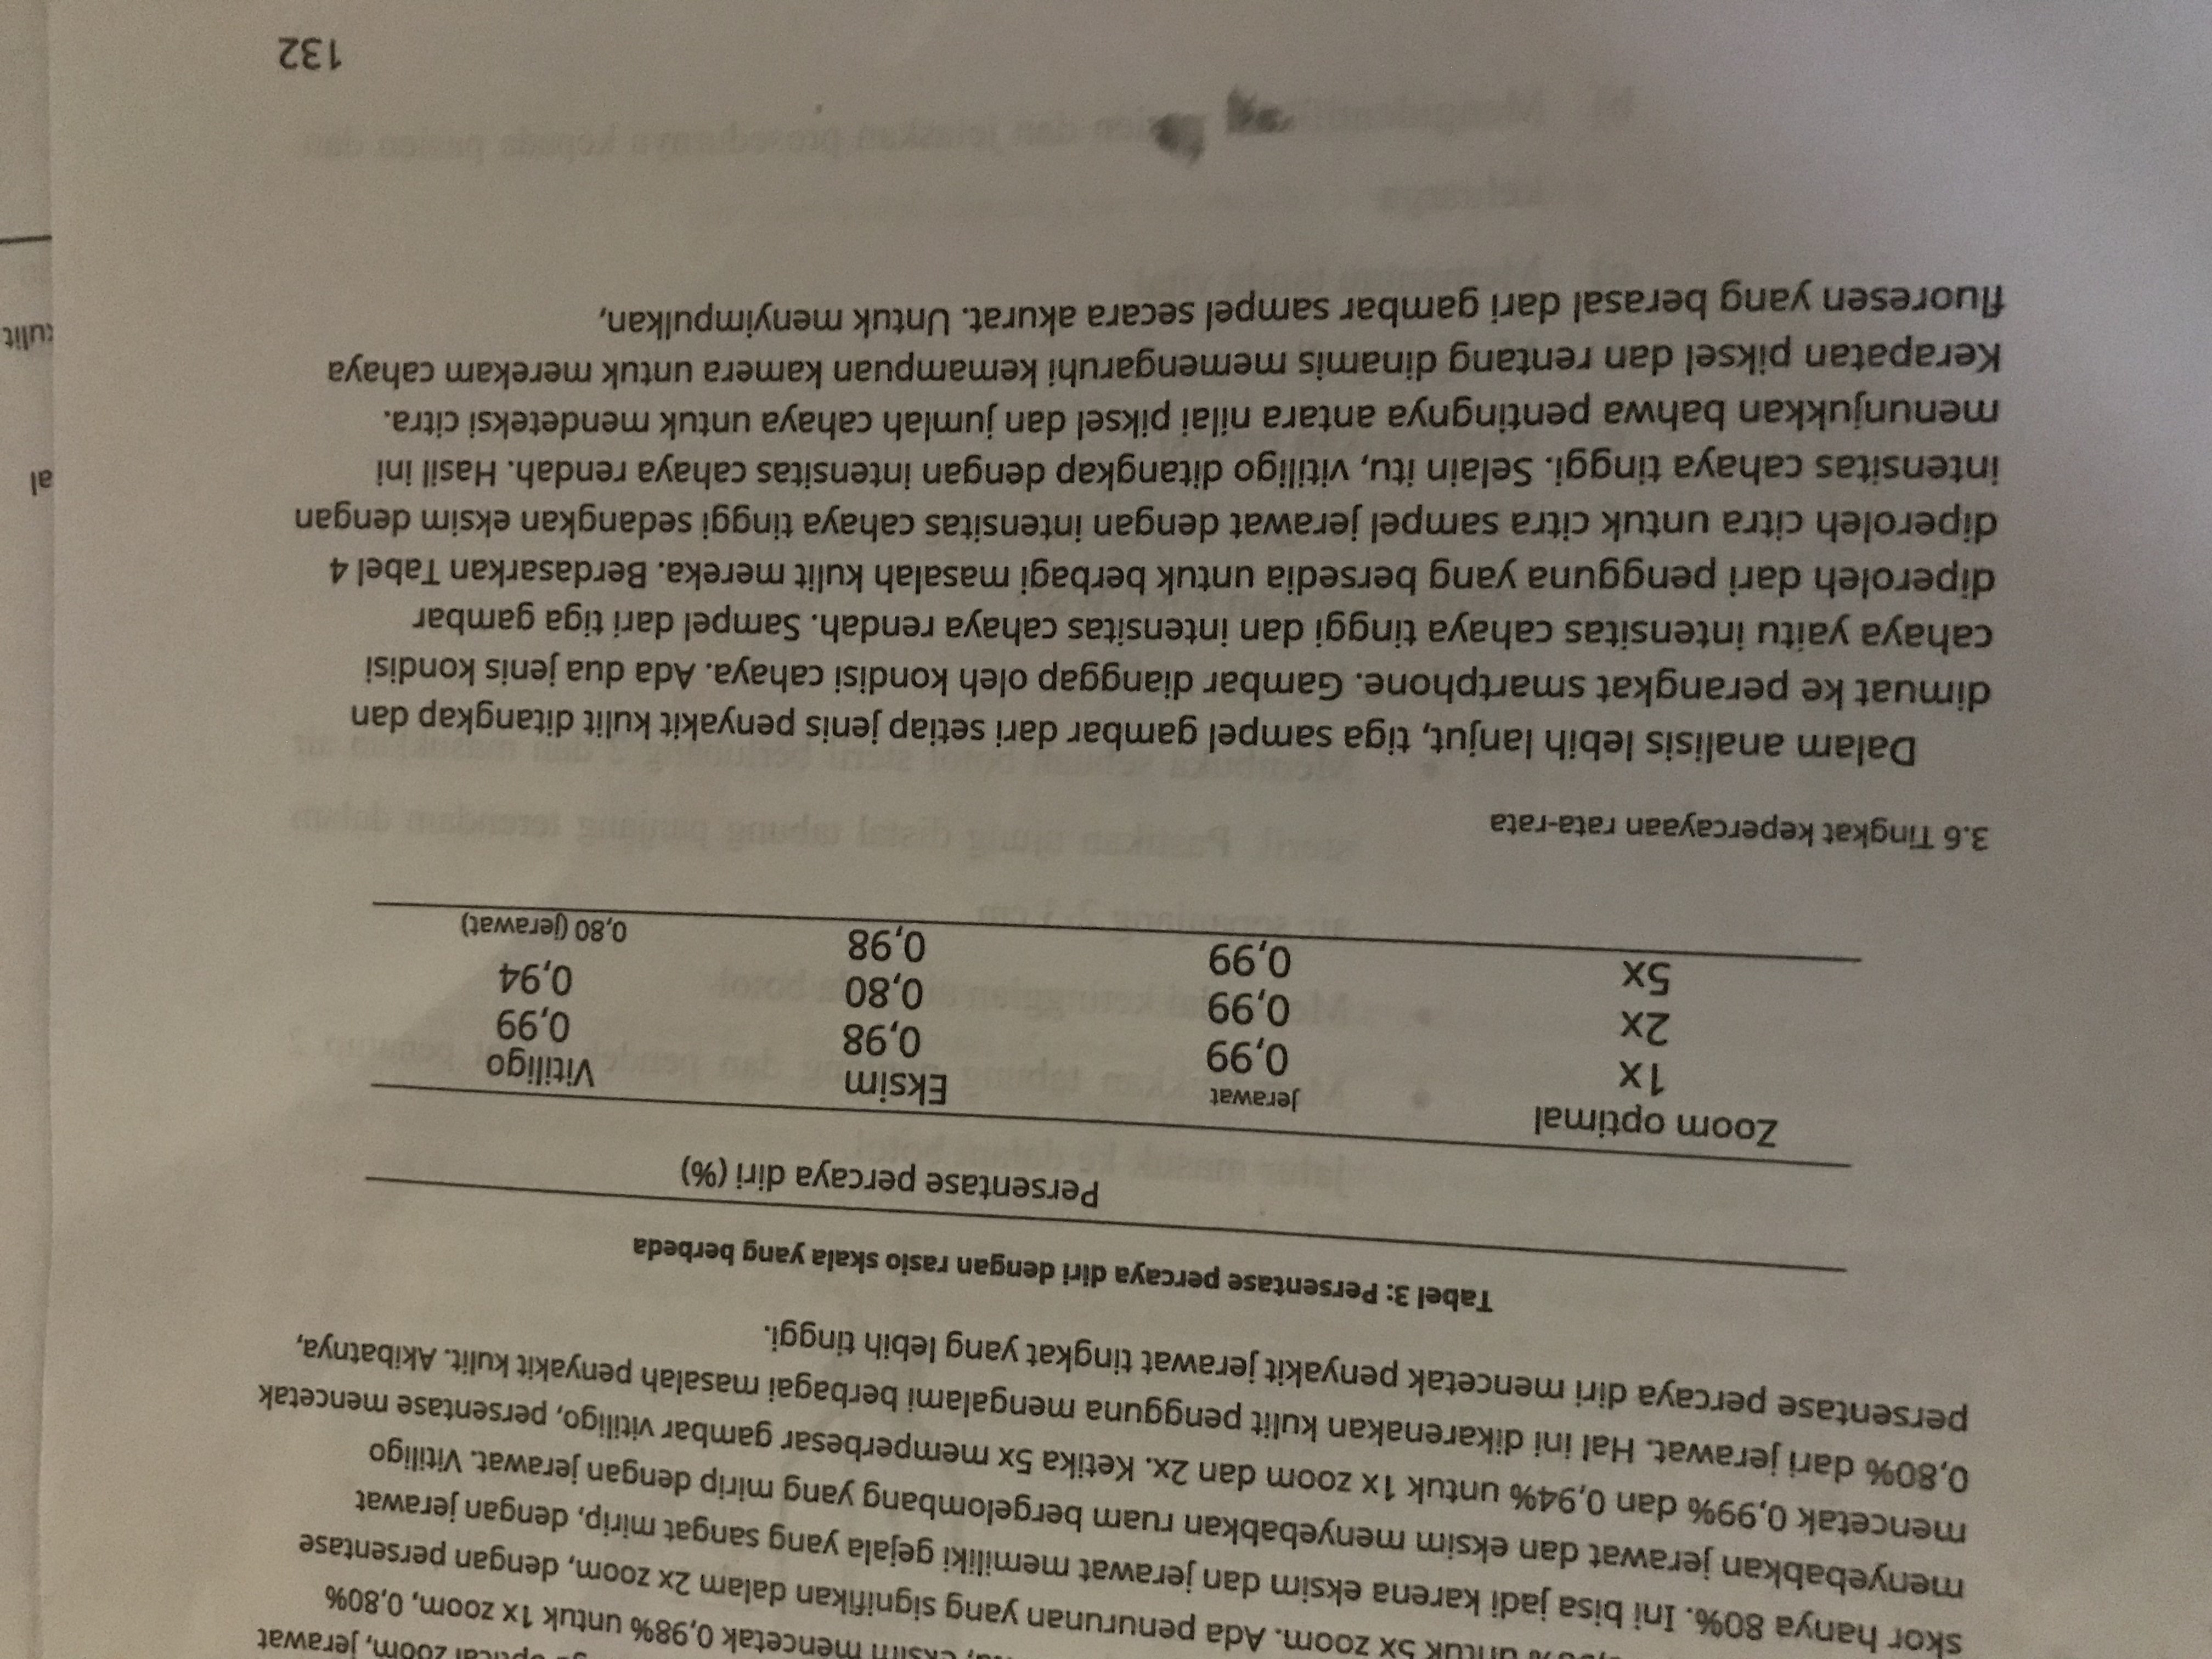 zoom, jerawat
mencetak 0,98% untuk 1x zoom, 0,80%
untuk 5x zoom. Ada penurunan yang signifikan dalam 2x zoom, dengan persentase
skor hanya 80%. Ini bisa jadi karena eksim dan jerawat memiliki gejala yang sangat mirip, dengan jerawat
menyebabkan jerawat dan eksim menyebabkan ruam bergelombang yang mirip dengan jerawat. Vitiligo
mencetak 0,99% dan 0,94% untuk 1x zoom dan 2x. Ketika 5x memperbesar gambar vitiligo, persentase mencetak
0,80% dari jerawat. Hal ini dikarenakan kulit pengguna mengalami berbagai masalah penyakit kulit. Akibatnya,
persentase percaya diri mencetak penyakit jerawat tingkat yang lebih tinggi.
Tabel 3: Persentase percaya diri dengan rasio skala yang berbeda
Persentase percaya diri (%)
Zoom optimal Jerawat Eksim Vitiligo
1x 0,99 0,98 0,99
2x 0,99 0,80 0,94
5x 0,99 0,98 0,80 (jerawat)
3.6 Tingkat kepercayaan rata-rata
Dalam analisis lebih lanjut, tiga sampel gambar dari setiap jenis penyakit kulit ditangkap dan
dimuat ke perangkat smartphone. Gambar dianggap oleh kondisi cahaya. Ada dua jenis kondisi
cahaya yaitu intensitas cahaya tinggi dan intensitas cahaya rendah. Sampel dari tiga gambar
diperoleh dari pengguna yang bersedia untuk berbagi masalah kulit mereka. Berdasarkan Tabel 4
diperoleh citra untuk citra sampel jerawat dengan intensitas cahaya tinggi sedangkan eksim dengan
intensitas cahaya tinggi. Selain itu, vitiligo ditangkap dengan intensitas cahaya rendah. Hasil ini
menunjukkan bahwa pentingnya antara nilai piksel dan jumlah cahaya untuk mendeteksi citra.
Kerapatan piksel dan rentang dinamis memengaruhi kemampuan kamera untuk merekam cahaya
fluoresen yang berasal dari gambar sampel secara akurat. Untuk menyimpulkan,
132
al